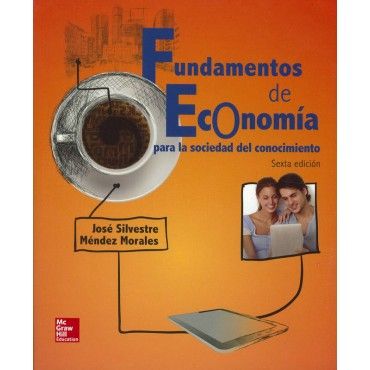 Fundamentos
de
EcOnomía
para la sociedad del conocimiento
Sexta edición
José Silvestre
Méndez Morales
Mc
Graw
Hill
Education